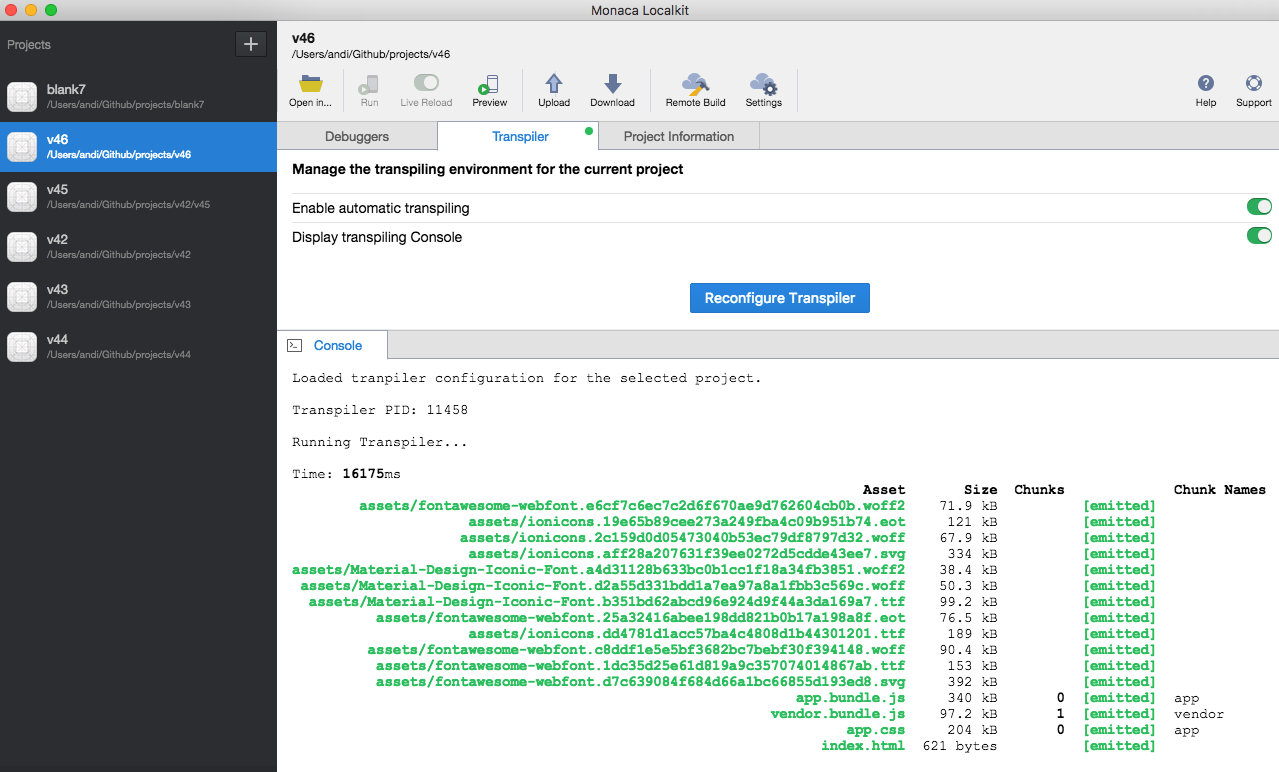 Monaca Localkit
Projects
blank7
/Users/andi/Github/projects/blank7
v46
/Users/andi/Github/projects/v46
v45
/Users/andi/Github/projects/v42/v45
v42
/Users/andi/Github/projects/v42
v43
/Users/andi/Github/projects/v43
v44
/Users/andi/Github/projects/v44
v46
/Users/andi/Github/projects/v46
Open in... Run Live Reload Preview Upload Download Remote Build Settings Help Support
Debuggers Transpiler Project Information
Manage the transpiling environment for the current project
Enable automatic transpiling
Display transpiling Console
Reconfigure Transpiler
Console
Loaded tranpiler configuration for the selected project.
Transpiler PID: 11458
Running Transpiler...
Time: 16175ms
Asset Size Chunks Chunk Names
assets/fontawesome-webfont.e6cf7c6ec7c2d6f670ae9d762604cb0b.woff2 71.9 kB [emitted]
assets/ionicons.19e65b89cee273a249fba4c09b951b74.eot 121 kB [emitted]
assets/ionicons.2c159d0d05473040b53ec79df8797d32.woff 67.9 kB [emitted]
assets/ionicons.aff28a207631f39ee0272d5cdde43ee7.svg 334 kB [emitted]
assets/Material-Design-Iconic-Font.a4d31128b633bc0b1cc1f18a34fb3851.woff2 38.4 kB [emitted]
assets/Material-Design-Iconic-Font.d2a55d331bdd1a7ea97a8a1fbb3c569c.woff 50.3 kB [emitted]
assets/Material-Design-Iconic-Font.b351bd62abcd96e924d9f44a3da169a7.ttf 99.2 kB [emitted]
assets/fontawesome-webfont.25a32416abee198dd821b0b17a198a8f.eot 76.5 kB [emitted]
assets/ionicons.dd4781d1acc57ba4c4808d1b44301201.ttf 189 kB [emitted]
assets/fontawesome-webfont.c8ddf1e5e5bf3682bc7bebf30f394148.woff 90.4 kB [emitted]
assets/fontawesome-webfont.1dc35d25e61d819a9c357074014867ab.ttf 153 kB [emitted]
assets/fontawesome-webfont.d7c639084f684d66a1bc66855d193ed8.svg 392 kB [emitted]
app.bundle.js 340 kB 0 [emitted] app
vendor.bundle.js 97.2 kB 1 [emitted] vendor
app.css 204 kB 0 [emitted] app
index.html 621 bytes [emitted]